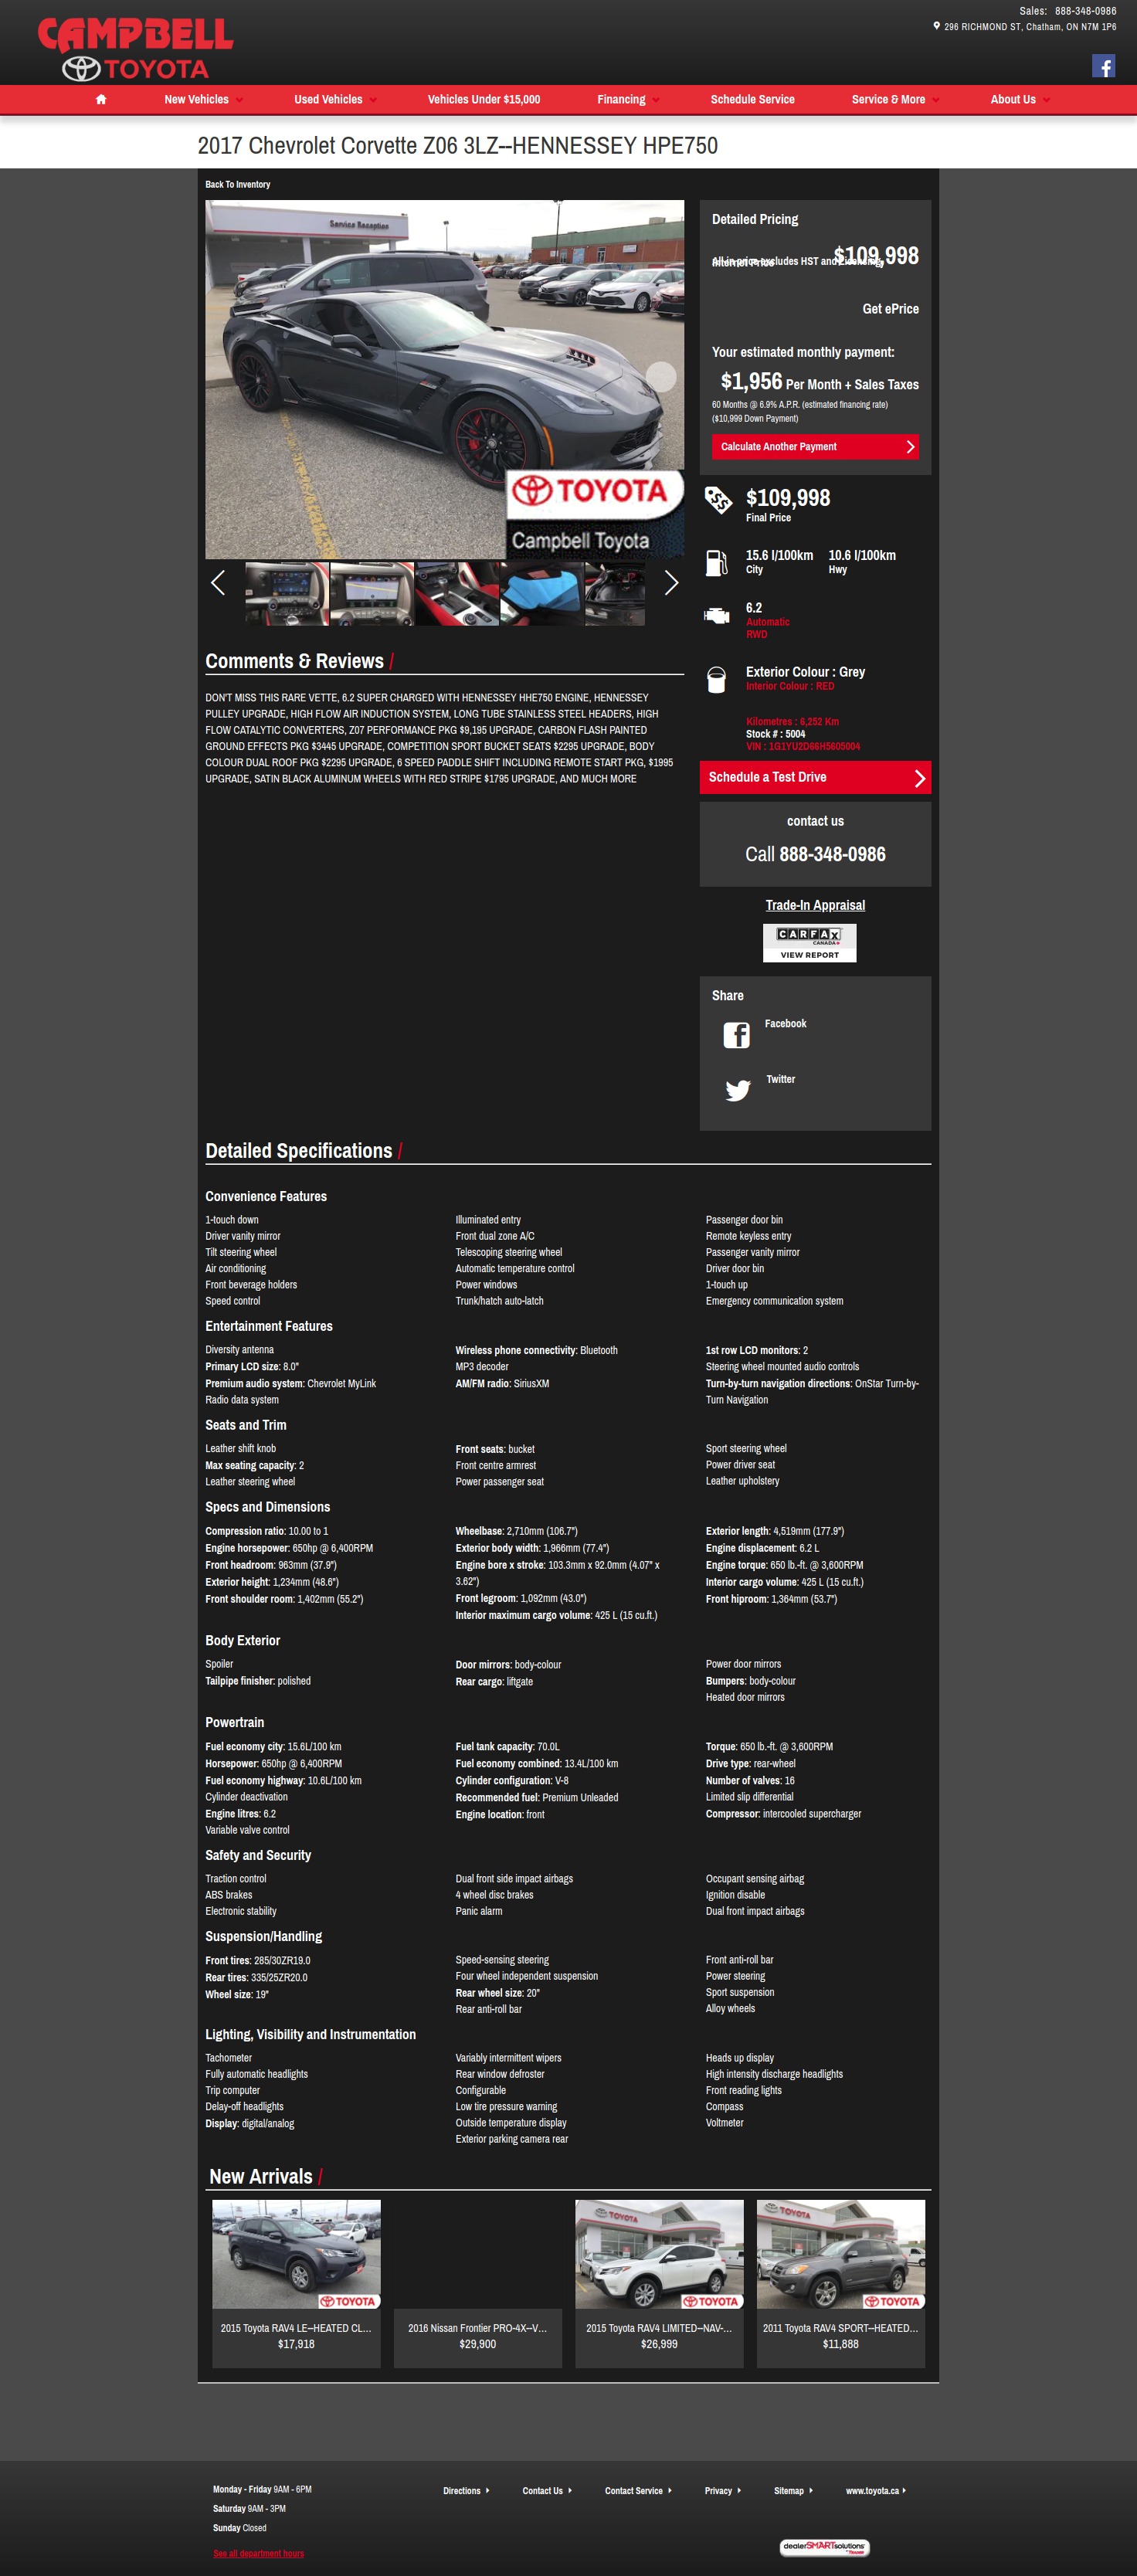 CAMPBELL
TOYOTA
Sales: 888-348-0986
296 RICHMOND ST, Chatham, ON N7M 1P6
New Vehicles
Used Vehicles
Vehicles Under $15,000
Financing
Schedule Service
Service & More
About Us
2017 Chevrolet Corvette Z06 3LZ--HENNESSEY HPE750
Back To Inventory
Service Reception
TOYOTA
Campbell Toyota
Detailed Pricing
Internet Price
$109,998
All in price excludes HST and Licensing.
Get ePrice
Your estimated monthly payment:
$1,956 Per Month + Sales Taxes
60 Months @ 6.9% A.P.R. (estimated financing rate)
($10,999 Down Payment)
Calculate Another Payment
$109,998
Final Price
15.6 l/100km 10.6 l/100km
City Hwy
6.2
Automatic
RWD
Exterior Colour : Grey
Interior Colour : RED
Kilometres : 6,252 Km
Stock # : 5004
VIN : 1G1YU2D66H5605004
Schedule a Test Drive
contact us
Call 888-348-0986
Trade-In Appraisal
CARFAX
CANADA
VIEW REPORT
Share
Facebook
Twitter
Comments & Reviews /
DON'T MISS THIS RARE VETTE, 6.2 SUPER CHARGED WITH HENNESSEY HHE750 ENGINE, HENNESSEY
PULLEY UPGRADE, HIGH FLOW AIR INDUCTION SYSTEM, LONG TUBE STAINLESS STEEL HEADERS, HIGH
FLOW CATALYTIC CONVERTERS, Z07 PERFORMANCE PKG $9,195 UPGRADE, CARBON FLASH PAINTED
GROUND EFFECTS PKG $3445 UPGRADE, COMPETITION SPORT BUCKET SEATS $2295 UPGRADE, BODY
COLOUR DUAL ROOF PKG $2295 UPGRADE, 6 SPEED PADDLE SHIFT INCLUDING REMOTE START PKG, $1995
UPGRADE, SATIN BLACK ALUMINUM WHEELS WITH RED STRIPE $1795 UPGRADE, AND MUCH MORE
Detailed Specifications /
Convenience Features
1-touch down
Driver vanity mirror
Tilt steering wheel
Air conditioning
Front beverage holders
Speed control
Illuminated entry
Front dual zone A/C
Telescoping steering wheel
Automatic temperature control
Power windows
Trunk/hatch auto-latch
Passenger door bin
Remote keyless entry
Passenger vanity mirror
Driver door bin
1-touch up
Emergency communication system
Entertainment Features
Diversity antenna
Primary LCD size: 8.0"
Premium audio system: Chevrolet MyLink
Radio data system
Wireless phone connectivity: Bluetooth
MP3 decoder
AM/FM radio: SiriusXM
1st row LCD monitors: 2
Steering wheel mounted audio controls
Turn-by-turn navigation directions: OnStar Turn-by-
Turn Navigation
Seats and Trim
Leather shift knob
Max seating capacity: 2
Leather steering wheel
Front seats: bucket
Front centre armrest
Power passenger seat
Sport steering wheel
Power driver seat
Leather upholstery
Specs and Dimensions
Compression ratio: 10.00 to 1
Engine horsepower: 650hp @ 6,400RPM
Front headroom: 963mm (37.9")
Exterior height: 1,234mm (48.6")
Front shoulder room: 1,402mm (55.2")
Wheelbase: 2,710mm (106.7")
Exterior body width: 1,966mm (77.4")
Engine bore x stroke: 103.3mm x 92.0mm (4.07" x
3.62")
Front legroom: 1,092mm (43.0")
Interior maximum cargo volume: 425 L (15 cu.ft.)
Exterior length: 4,519mm (177.9")
Engine displacement: 6.2 L
Engine torque: 650 lb.-ft. @ 3,600RPM
Interior cargo volume: 425 L (15 cu.ft.)
Front hiproom: 1,364mm (53.7")
Body Exterior
Spoiler
Tailpipe finisher: polished
Door mirrors: body-colour
Rear cargo: liftgate
Power door mirrors
Bumpers: body-colour
Heated door mirrors
Powertrain
Fuel economy city: 15.6L/100 km
Horsepower: 650hp @ 6,400RPM
Fuel economy highway: 10.6L/100 km
Cylinder deactivation
Engine litres: 6.2
Variable valve control
Fuel tank capacity: 70.0L
Fuel economy combined: 13.4L/100 km
Cylinder configuration: V-8
Recommended fuel: Premium Unleaded
Engine location: front
Torque: 650 lb.-ft. @ 3,600RPM
Drive type: rear-wheel
Number of valves: 16
Limited slip differential
Compressor: intercooled supercharger
Safety and Security
Traction control
ABS brakes
Electronic stability
Dual front side impact airbags
4 wheel disc brakes
Panic alarm
Occupant sensing airbag
Ignition disable
Dual front impact airbags
Suspension/Handling
Front tires: 285/30ZR19.0
Rear tires: 335/25ZR20.0
Wheel size: 19"
Speed-sensing steering
Four wheel independent suspension
Rear wheel size: 20"
Rear anti-roll bar
Front anti-roll bar
Power steering
Sport suspension
Alloy wheels
Lighting, Visibility and Instrumentation
Tachometer
Fully automatic headlights
Trip computer
Delay-off headlights
Display: digital/analog
Variably intermittent wipers
Rear window defroster
Configurable
Low tire pressure warning
Outside temperature display
Exterior parking camera rear
Heads up display
High intensity discharge headlights
Front reading lights
Compass
Voltmeter
New Arrivals /
TOYOTA
TOYOTA
TOYOTA
TOYOTA
TOYOTA
2015 Toyota RAV4 LE--HEATED CL...
$17,918
2016 Nissan Frontier PRO-4X--V...
$29,900
2015 Toyota RAV4 LIMITED--NAV-...
$26,999
2011 Toyota RAV4 SPORT--HEATED...
$11,888
Monday - Friday 9AM - 6PM
Saturday 9AM - 3PM
Sunday Closed
See all department hours
Directions
Contact Us
Contact Service
Privacy
Sitemap
www.toyota.ca
dealerSMARTsolutions